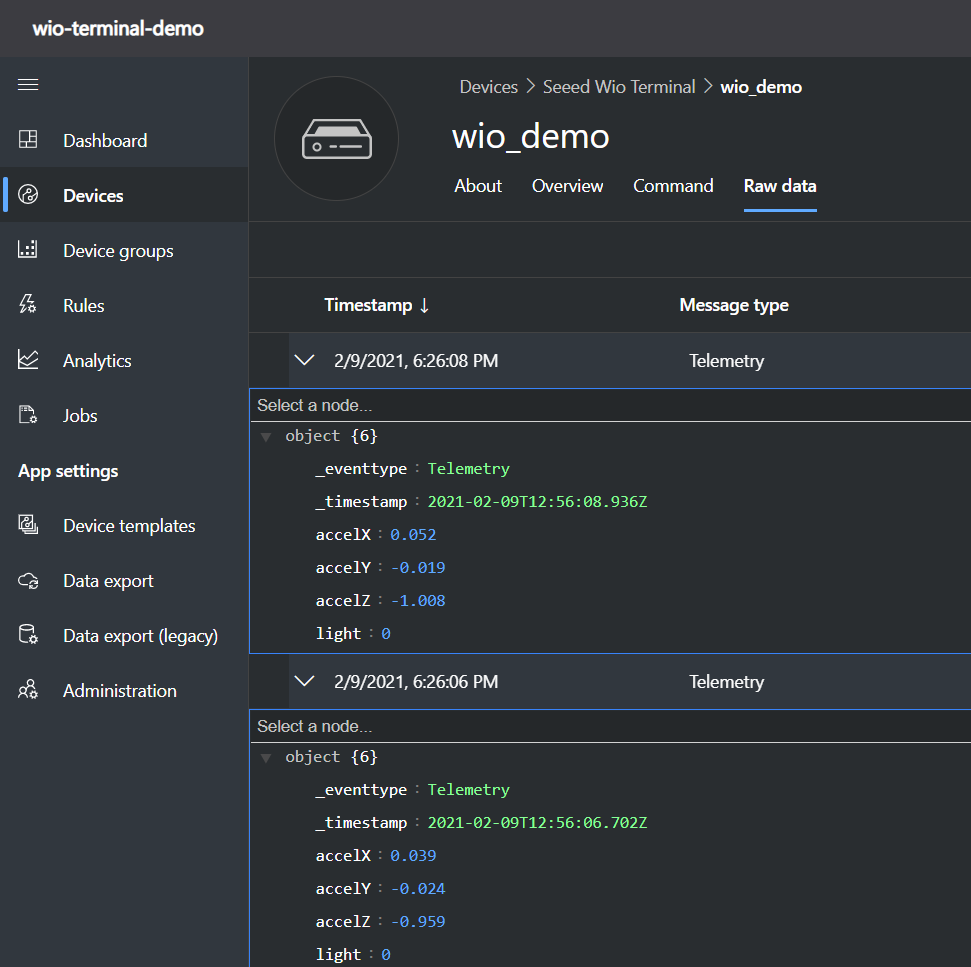 wio-terminal-demo
Dashboard
Devices
Device groups
Rules
Analytics
Jobs
App settings
Device templates
Data export
Data export (legacy)
Administration
Devices > Seeed Wio Terminal > wio_demo
wio_demo
About Overview Command Raw data
Timestamp ↓ Message type
2/9/2021, 6:26:08 PM Telemetry
Select a node...
object {6}
_eventtype : Telemetry
_timestamp : 2021-02-09T12:56:08.936Z
accelX : 0.052
accelY : -0.019
accelZ : -1.008
light : 0
2/9/2021, 6:26:06 PM Telemetry
Select a node...
object {6}
_eventtype : Telemetry
_timestamp : 2021-02-09T12:56:06.702Z
accelX : 0.039
accelY : -0.024
accelZ : -0.959
light : 0